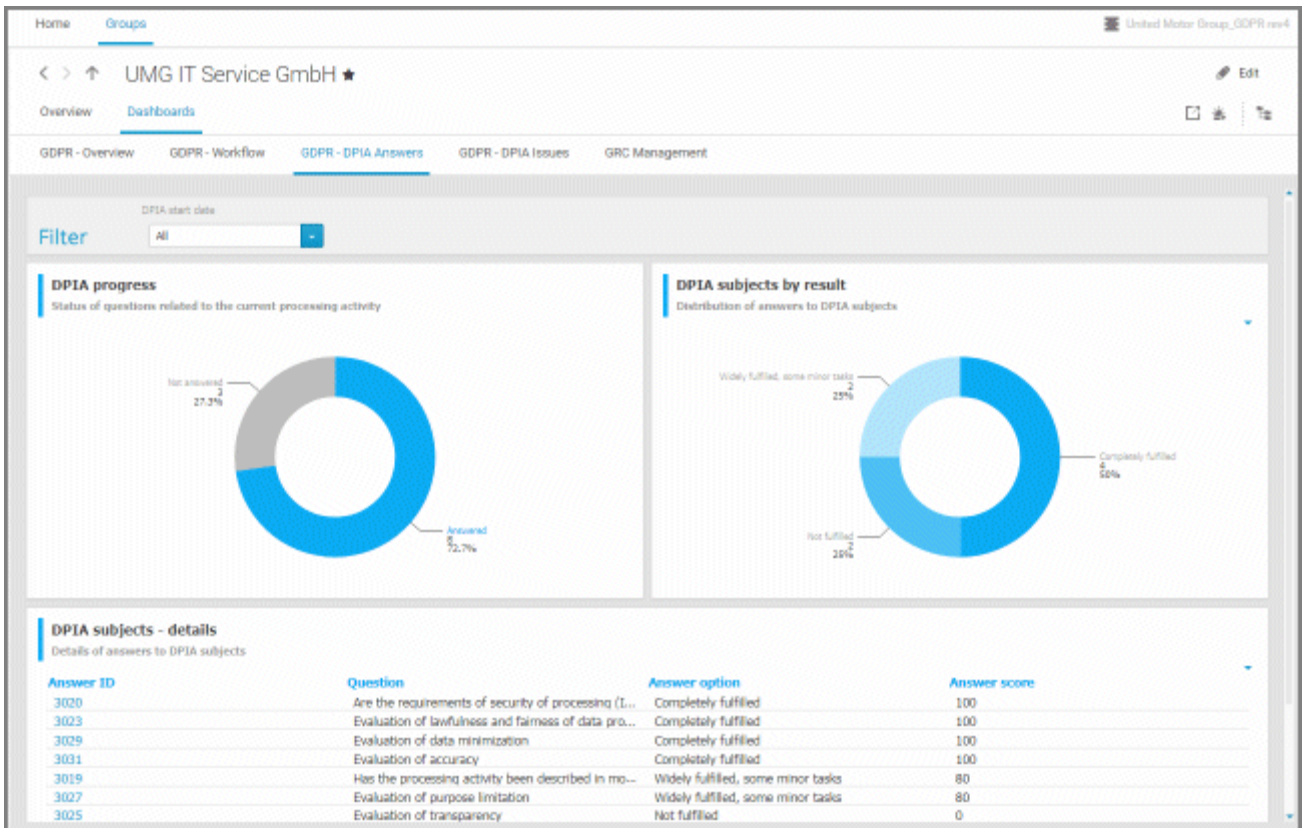 Home Groups United Motor Group_GDPR rev4
UMG IT Service GmbH Edit
Overview Dashboards
GDPR - Overview GDPR - Workflow GDPR - DPIA Answers GDPR - DPIA Issues GRC Management
DPIA start date
Filter All
DPIA progress
Status of questions related to the current processing activity
Not answered
3
27.3%
Answered
8
72.7%
DPIA subjects by result
Distribution of answers to DPIA subjects
Widely fulfilled, some minor tasks
2
25%
Completely fulfilled
4
50%
Not fulfilled
2
25%
DPIA subjects - details
Details of answers to DPIA subjects
Answer ID Question Answer option Answer score
3020 Are the requirements of security of processing (I... Completely fulfilled 100
3023 Evaluation of lawfulness and fairness of data pro... Completely fulfilled 100
3029 Evaluation of data minimization Completely fulfilled 100
3031 Evaluation of accuracy Completely fulfilled 100
3019 Has the processing activity been described in mo... Widely fulfilled, some minor tasks 80
3027 Evaluation of purpose limitation Widely fulfilled, some minor tasks 80
3025 Evaluation of transparency Not fulfilled 0